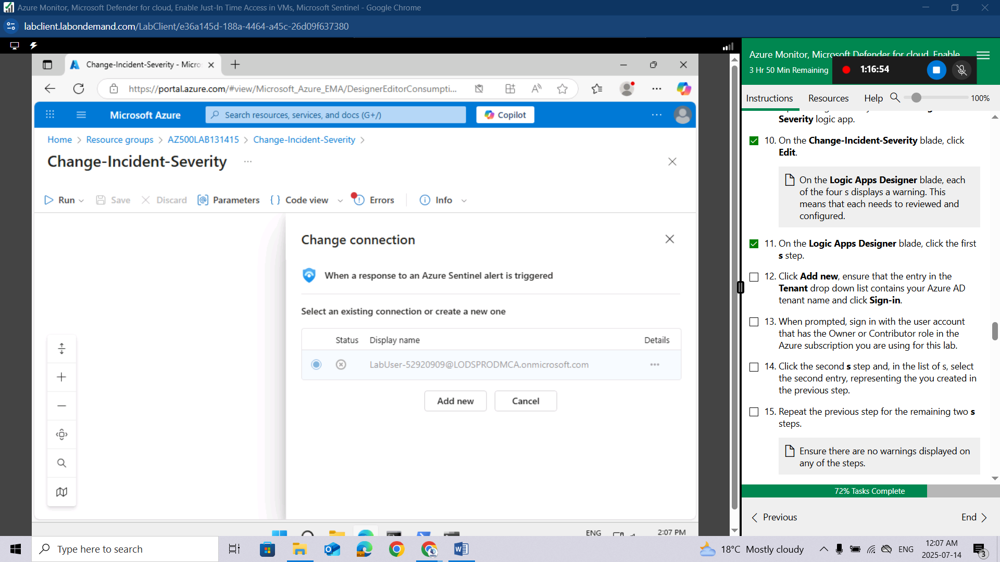 Azure Monitor, Microsoft Defender for cloud, Enable Just-In Time Access in VMs, Microsoft Sentinel - Google Chrome
labclient.labondemand.com/LabClient/e36a145d-188a-4464-a45c-26d09f637380
Change-Incident-Severity - Micro
https://portal.azure.com/#view/Microsoft_Azure_EMA/DesignerEditorConsumpti...
Microsoft Azure
Search resources, services, and docs (G+/)
Copilot
Home > Resource groups > AZ500LAB131415 > Change-Incident-Severity >
Change-Incident-Severity ...
Run
Save
Discard
Parameters
Code view
Errors
Info
Change connection
When a response to an Azure Sentinel alert is triggered
Select an existing connection or create a new one
Status Display name Details
LabUser-52920909@LODSPRODMCA.onmicrosoft.com ...
Add new
Cancel
ENG
2:07 PM
Azure Monitor, Microsoft Defender for cloud, Enable
3 Hr 50 Min Remaining
1:16:54
Instructions Resources Help 100%
Severity logic app.
10. On the Change-Incident-Severity blade, click
Edit.
On the Logic Apps Designer blade, each
of the four s displays a warning. This
means that each needs to reviewed and
configured.
11. On the Logic Apps Designer blade, click the first
s step.
12. Click Add new, ensure that the entry in the
Tenant drop down list contains your Azure AD
tenant name and click Sign-in.
13. When prompted, sign in with the user account
that has the Owner or Contributor role in the
Azure subscription you are using for this lab.
14. Click the second s step and, in the list of s, select
the second entry, representing the you created in
the previous step.
15. Repeat the previous step for the remaining two s
steps.
Ensure there are no warnings displayed on
any of the steps.
72% Tasks Complete
Previous
End
Type here to search
18°C Mostly cloudy
ENG
12:07 AM
2025-07-14
3